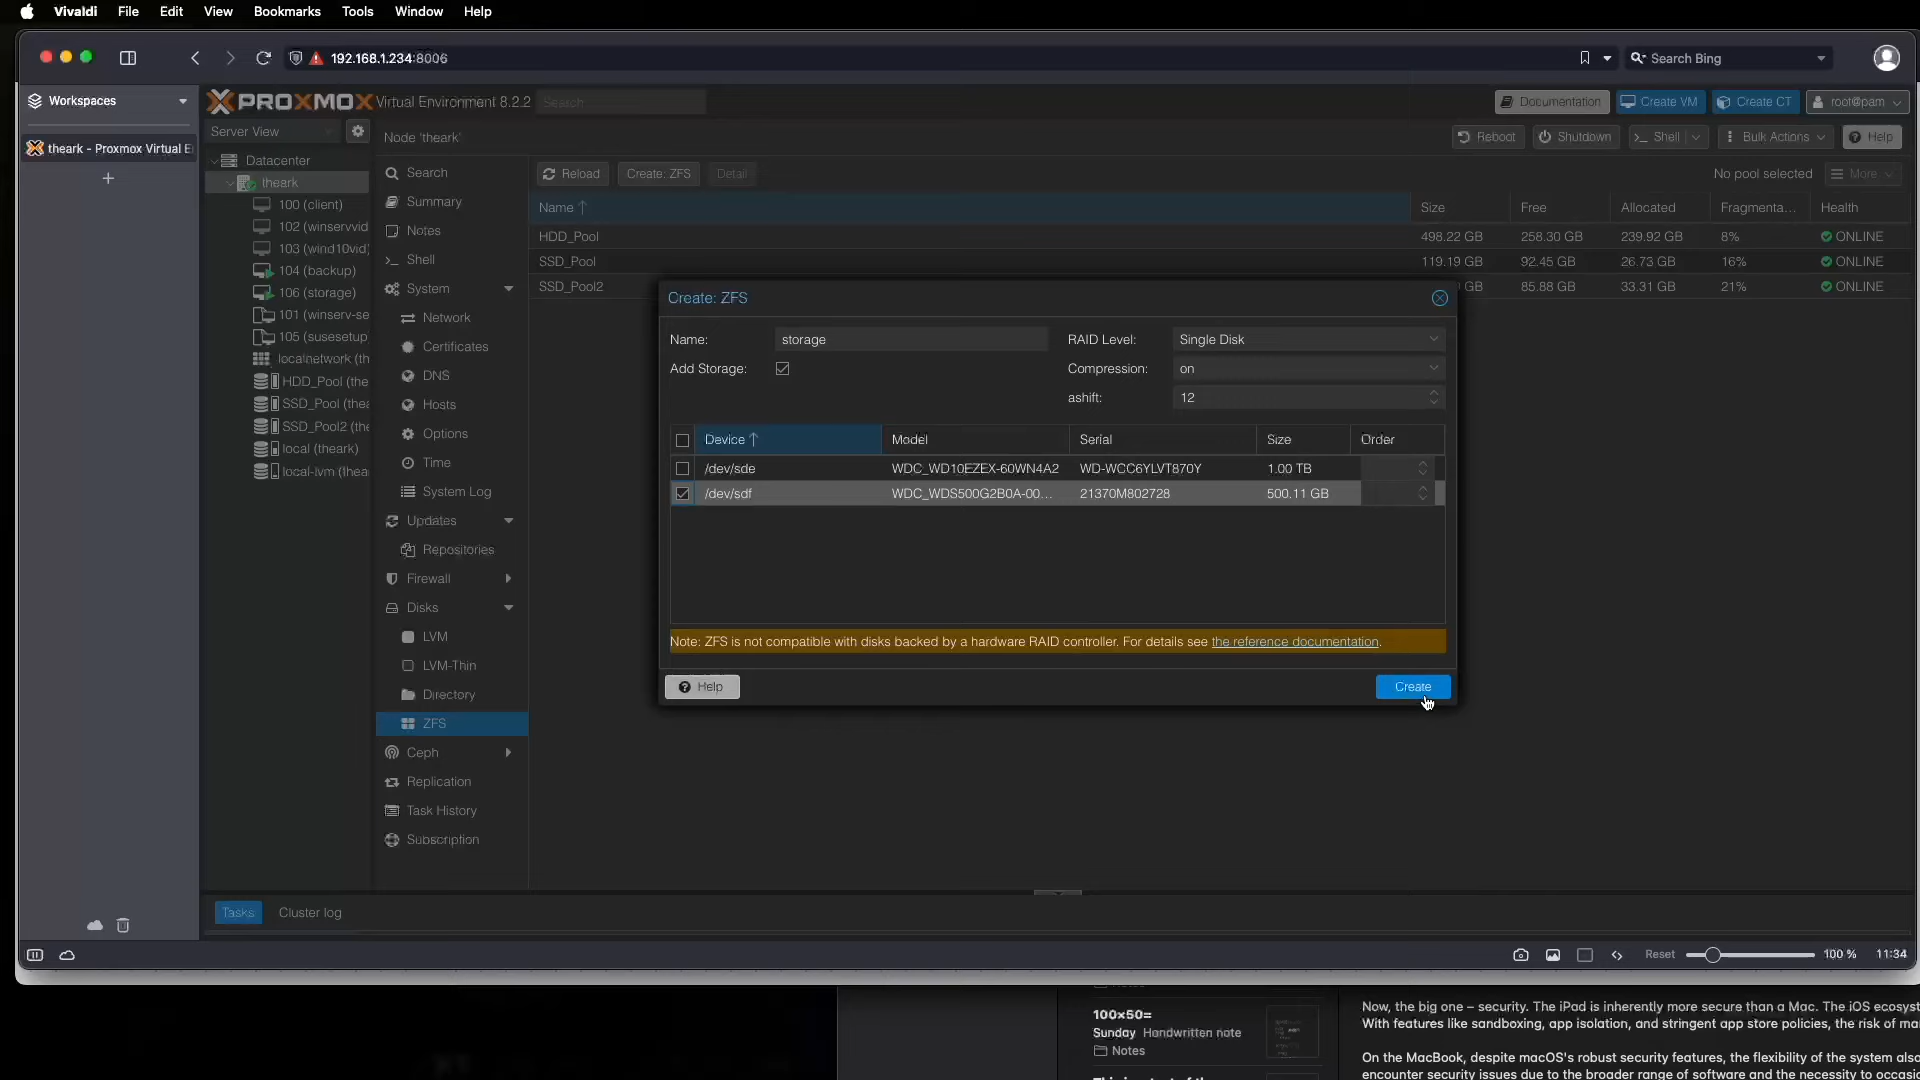 Vivaldi File Edit View Bookmarks Tools Window Help
192.168.1.234:8006
Search Bing
Workspaces
theark - Proxmox Virtual E
PROXMOX Virtual Environment 8.2.2 Search
Documentation Create VM Create CT root@pam
Server View
Node 'theark'
Reboot Shutdown Shell Bulk Actions Help
Datacenter
theark
100 (client)
102 (winservvid
103 (wind10vid)
104 (backup)
106 (storage)
101 (winserv-se
105 (susesetup)
localnetwork (th
HDD_Pool (the
SSD_Pool (thea
SSD_Pool2 (the
local (theark)
local-lvm (thea
Search
Summary
Notes
Shell
System
Network
Certificates
DNS
Hosts
Options
Time
System Log
Updates
Repositories
Firewall
Disks
LVM
LVM-Thin
Directory
ZFS
Ceph
Replication
Task History
Subscription
Reload Create: ZFS Detail No pool selected More
Name Size Free Allocated Fragmenta... Health
HDD_Pool 498.22 GB 258.30 GB 239.92 GB 8% ONLINE
SSD_Pool 119.19 GB 92.45 GB 26.73 GB 16% ONLINE
SSD_Pool2 GB 85.88 GB 33.31 GB 21% ONLINE
Create: ZFS
Name: storage RAID Level: Single Disk
Add Storage: Compression: on
ashift: 12
Device Model Serial Size Order
/dev/sde WDC_WD10EZEX-60WN4A2 WD-WCC6YLVT870Y 1.00 TB
/dev/sdf WDC_WDS500G2B0A-00... 21370M802728 500.11 GB
Note: ZFS is not compatible with disks backed by a hardware RAID controller. For details see the reference documentation.
Help Create
Tasks Cluster log
Reset 100 % 11:34
100x50=
Sunday Handwritten note
Notes
Now, the big one – security. The iPad is inherently more secure than a Mac. The iOS ecosyst
With features like sandboxing, app isolation, and stringent app store policies, the risk of ma
On the MacBook, despite macOS's robust security features, the flexibility of the system also
encounter security issues due to the broader range of software and the necessity to occasio